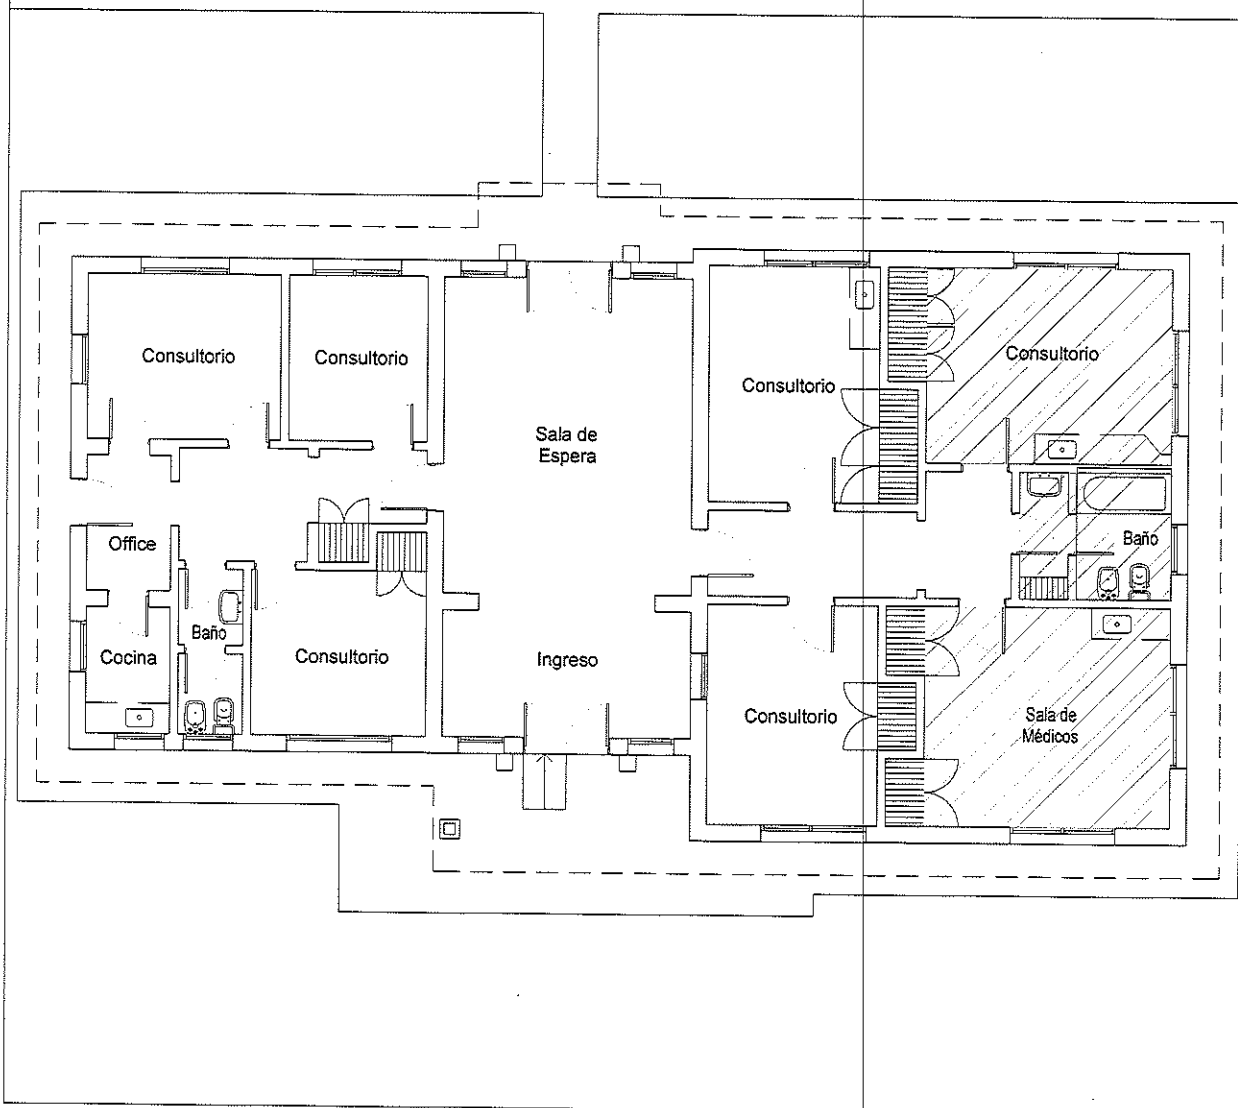 Consultorio
Consultorio
Consultorio
Consultorio
Sala de
Espera
Office
Baño
Baño
Cocina
Consultorio
Ingreso
Consultorio
Sala de
Médicos